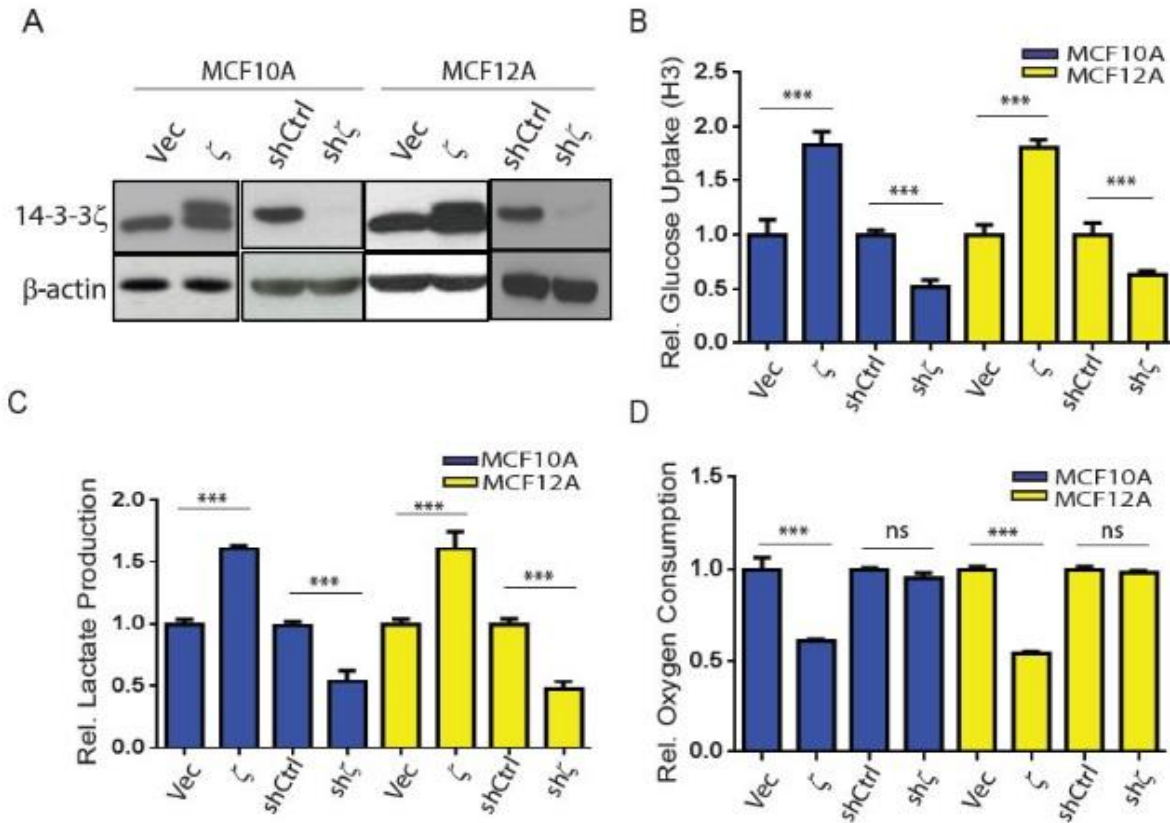 A
MCF10A MCF12A
Vec ζ shCtrl shζ Vec ζ shCtrl shζ
14-3-3ζ
β-actin
B
MCF10A
MCF12A
Rel. Glucose Uptake (H3)
2.5
2.0
1.5
1.0
0.5
0.0
*** *** *** ***
Vec ζ shCtrl shζ Vec ζ shCtrl shζ
C
MCF10A
MCF12A
Rel. Lactate Production
2.0
1.5
1.0
0.5
0.0
*** *** *** ***
Vec ζ shCtrl shζ Vec ζ shCtrl shζ
D
MCF10A
MCF12A
Rel. Oxygen Consumption
1.5
1.0
0.5
0.0
*** ns *** ns
Vec ζ shCtrl shζ Vec ζ shCtrl shζ